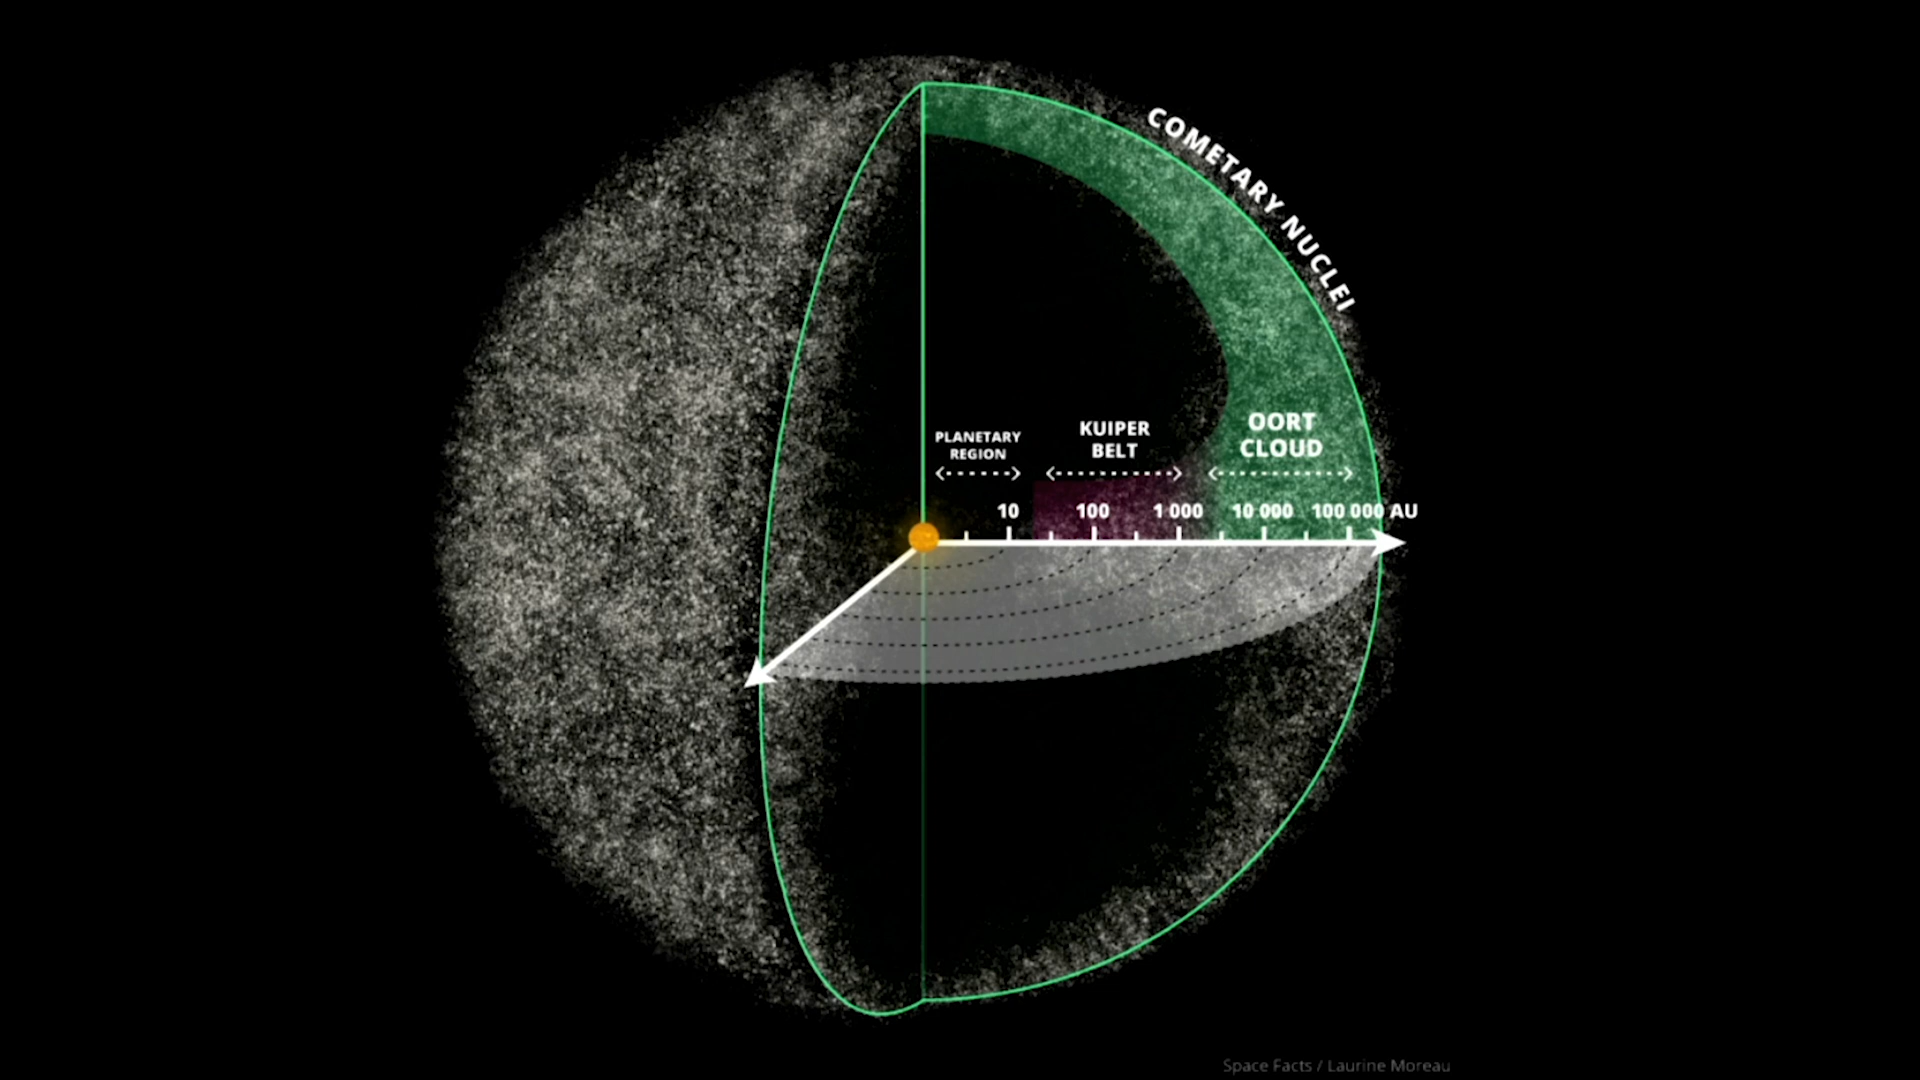 COMETARY NUCLEI
PLANETARY
REGION
KUIPER
BELT
OORT
CLOUD
10 100 1 000 10 000 100 000 AU
Space Facts / Laurine Moreau